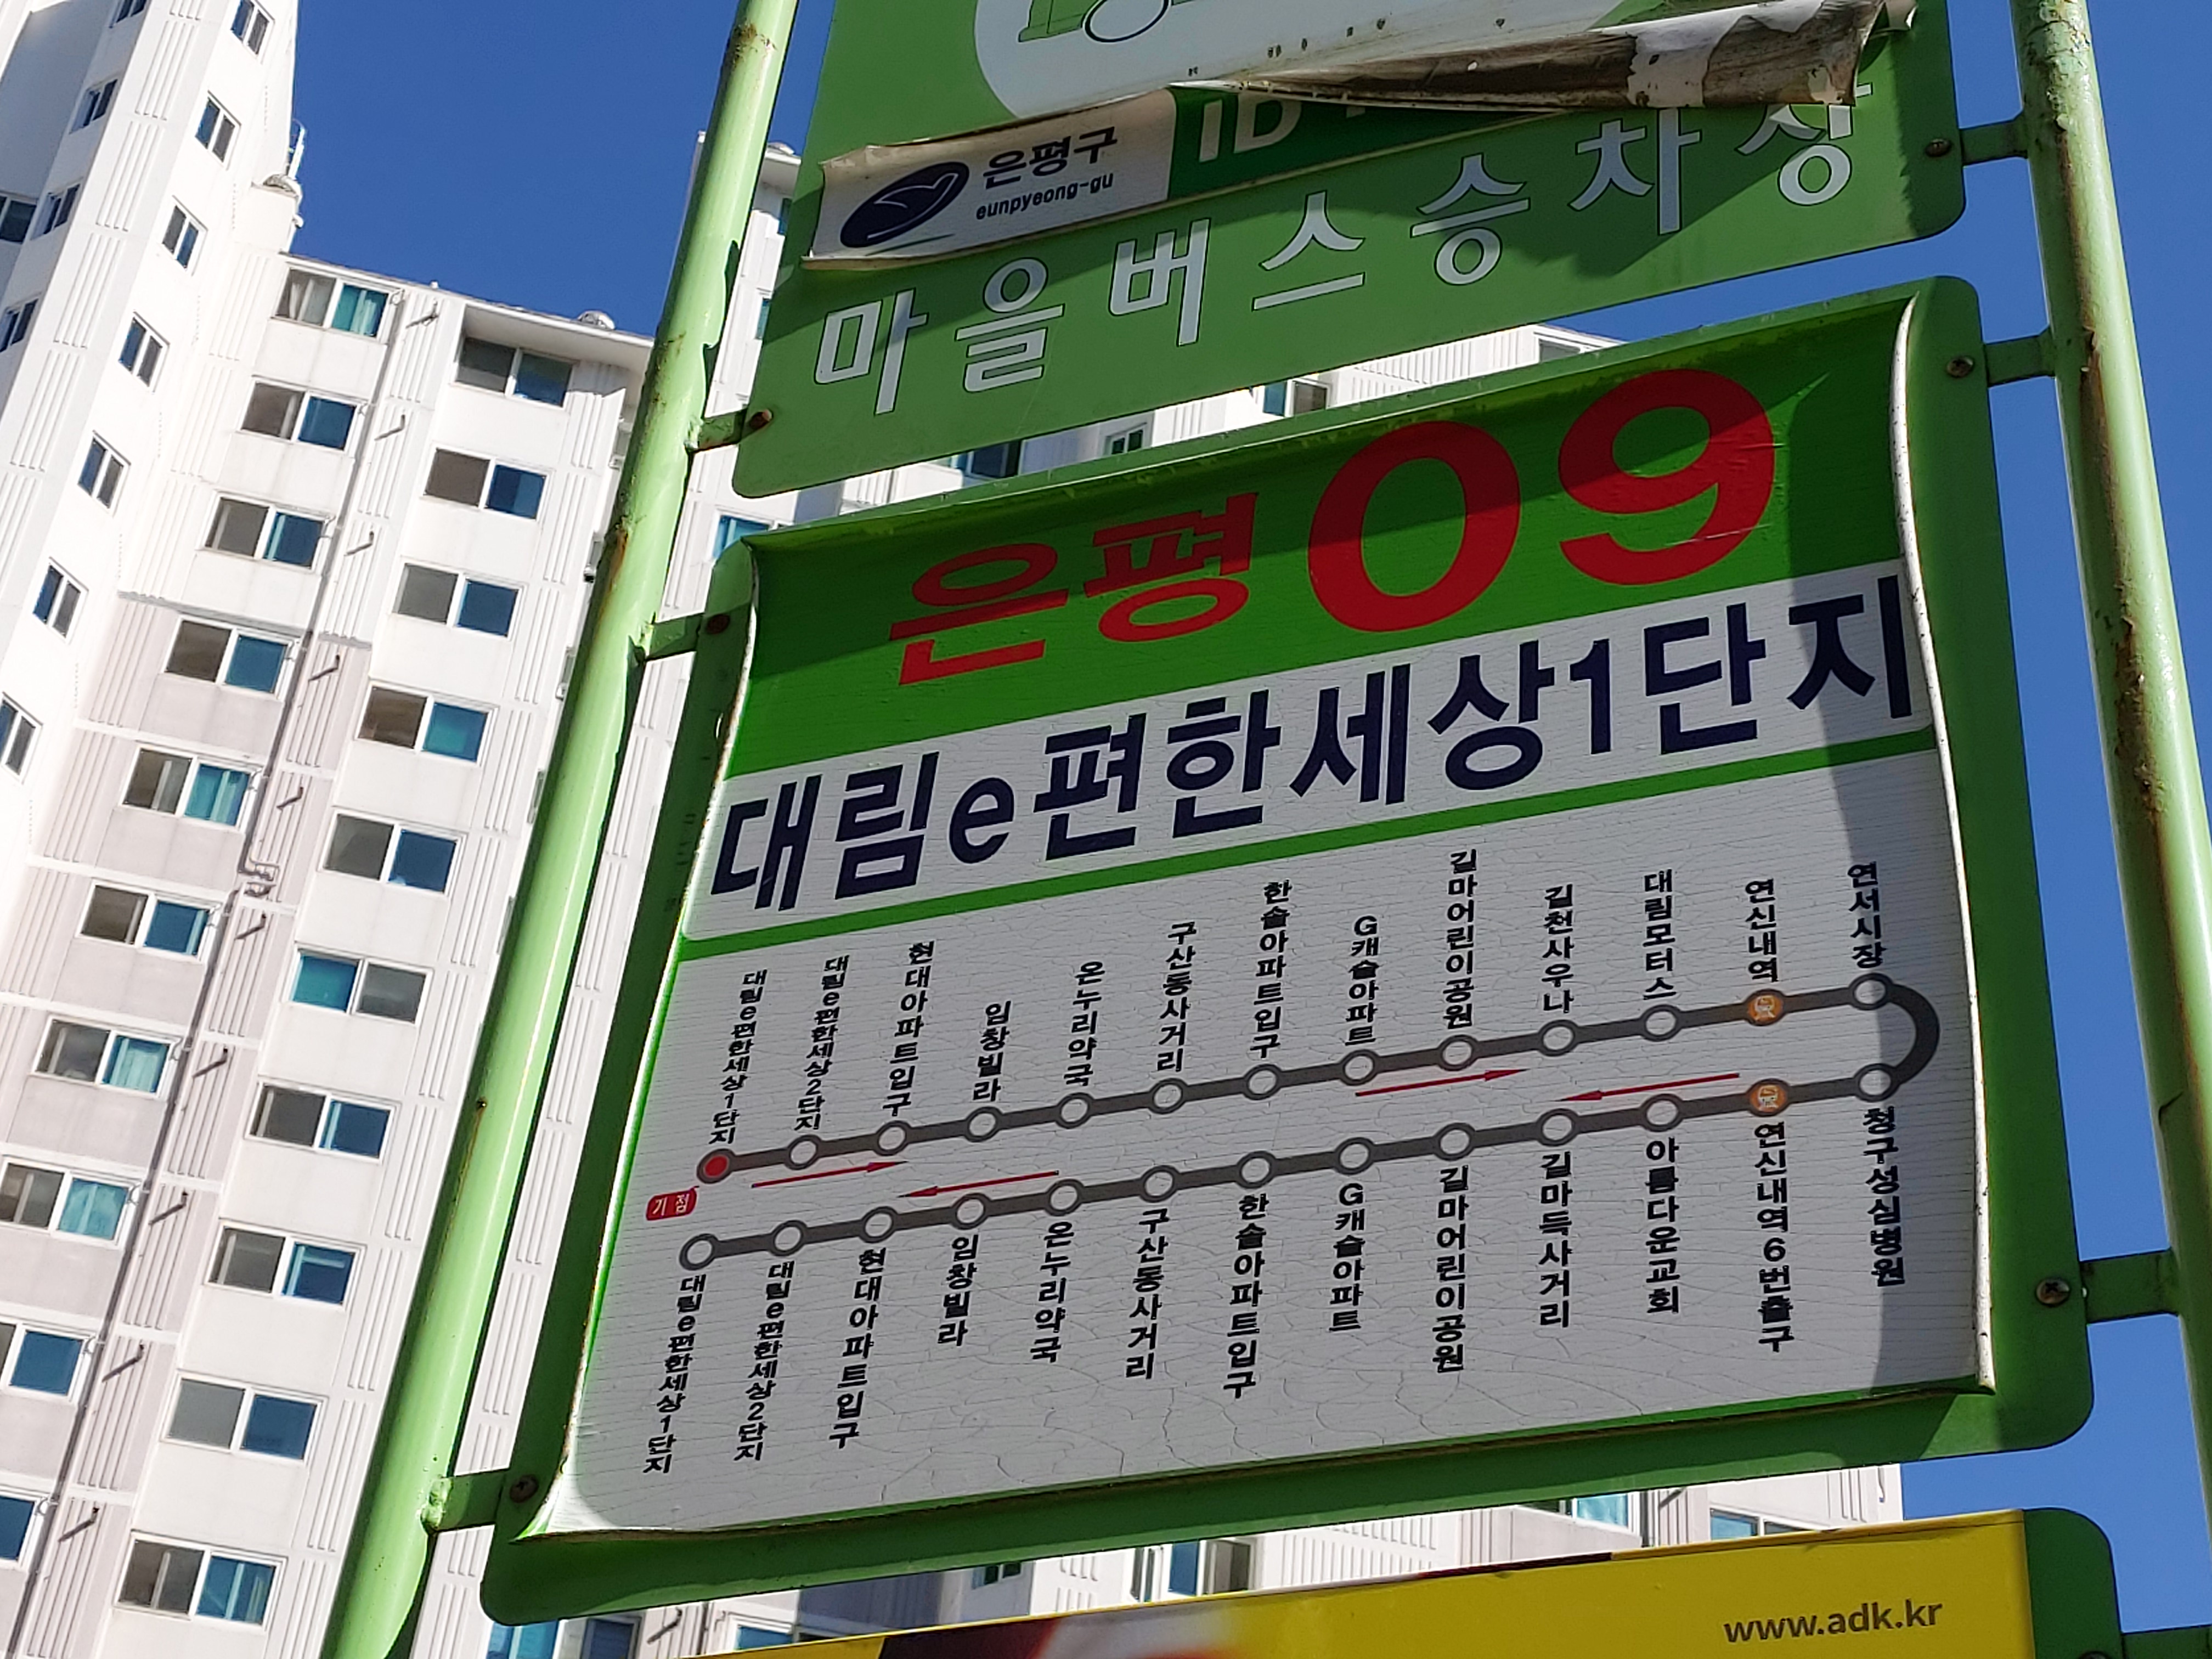 은평구
eunpyeong-gu
ID
마을버스승차장
은평09
대림e편한세상1단지
대림e편한세상1단지
대림e편한세상2단지
현대아파트입구
임창빌라
온누리약국
구산동사거리
한솔아파트입구
G캐슬아파트
길마어린이공원
김천사우나
대림모터스
연신내역
연서시장
기점
대림e편한세상1단지
대림e편한세상2단지
현대아파트입구
임창빌라
온누리약국
구산동사거리
한솔아파트입구
G캐슬아파트
길마어린이공원
길마득사거리
아름다운교회
연신내역6번출구
청구성심병원
www.adk.kr